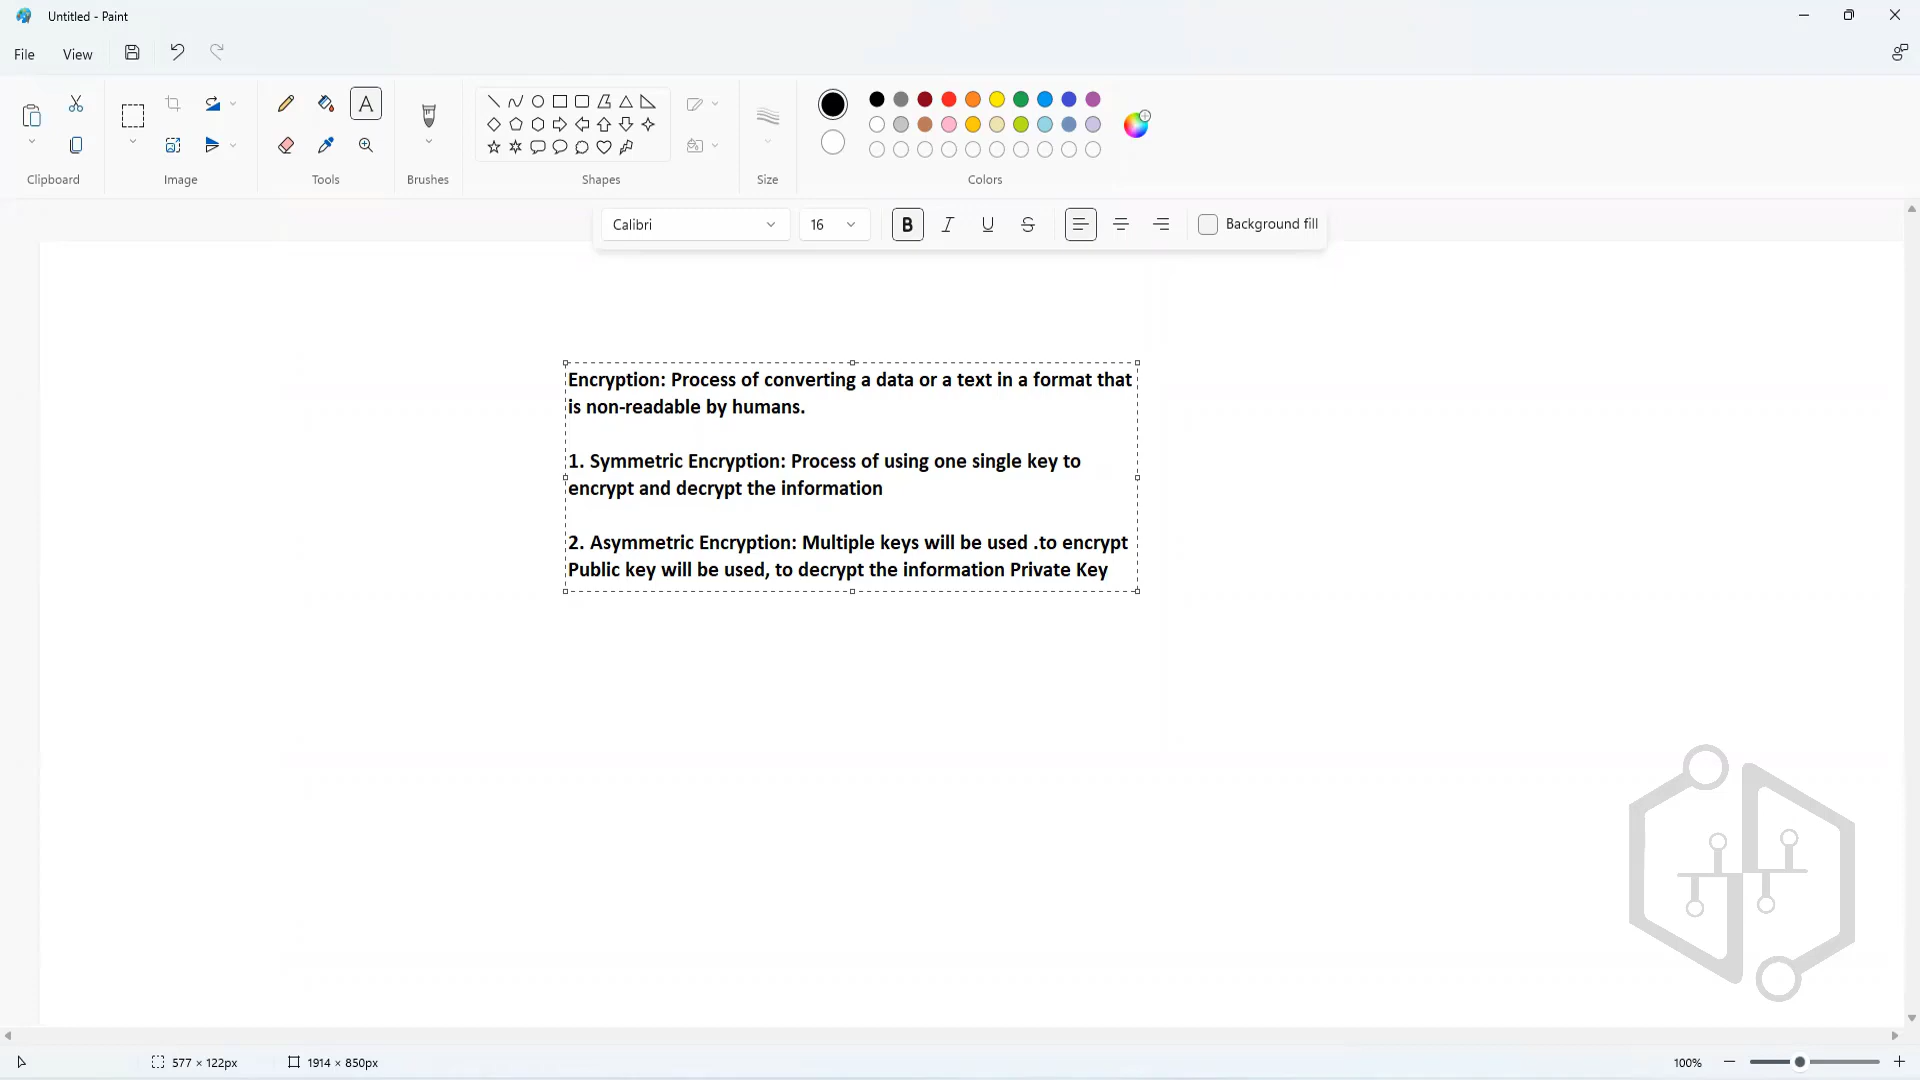 Untitled - Paint
File View
Clipboard
Image
Tools
Brushes
Shapes
Size
Colors
Calibri 16 B I U S Background fill
Encryption: Process of converting a data or a text in a format that
is non-readable by humans.
1. Symmetric Encryption: Process of using one single key to
encrypt and decrypt the information
2. Asymmetric Encryption: Multiple keys will be used .to encrypt
Public key will be used, to decrypt the information Private Key
577 × 122px 1914 × 850px 100%